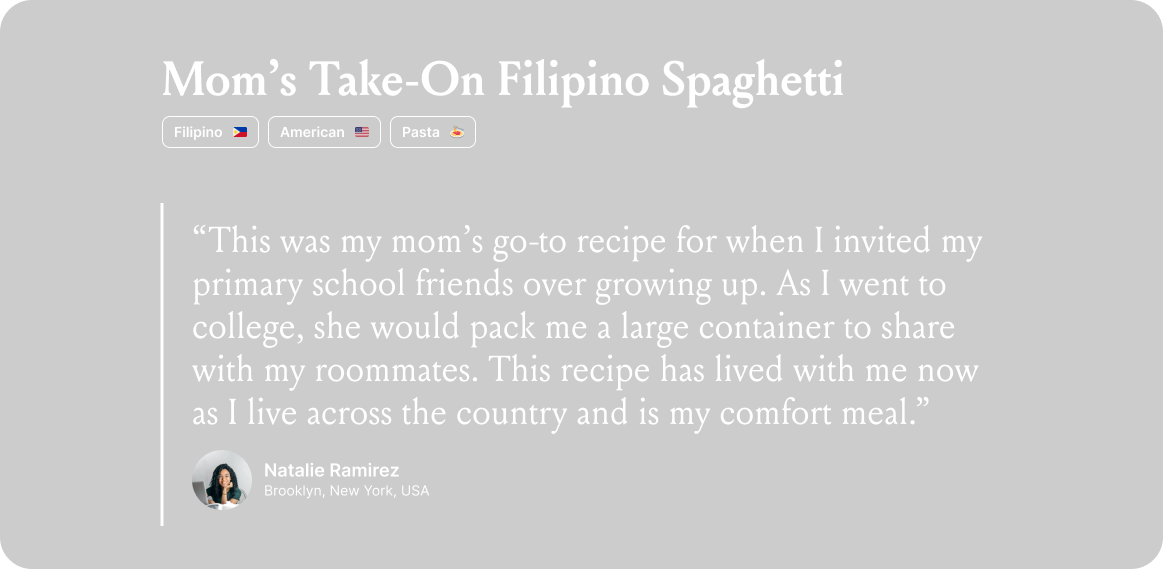 Mom’s Take-On Filipino Spaghetti
Filipino 🇵🇭 American 🇺🇸 Pasta 🍝
“This was my mom’s go-to recipe for when I invited my
primary school friends over growing up. As I went to
college, she would pack me a large container to share
with my roommates. This recipe has lived with me now
as I live across the country and is my comfort meal.”
Natalie Ramirez
Brooklyn, New York, USA